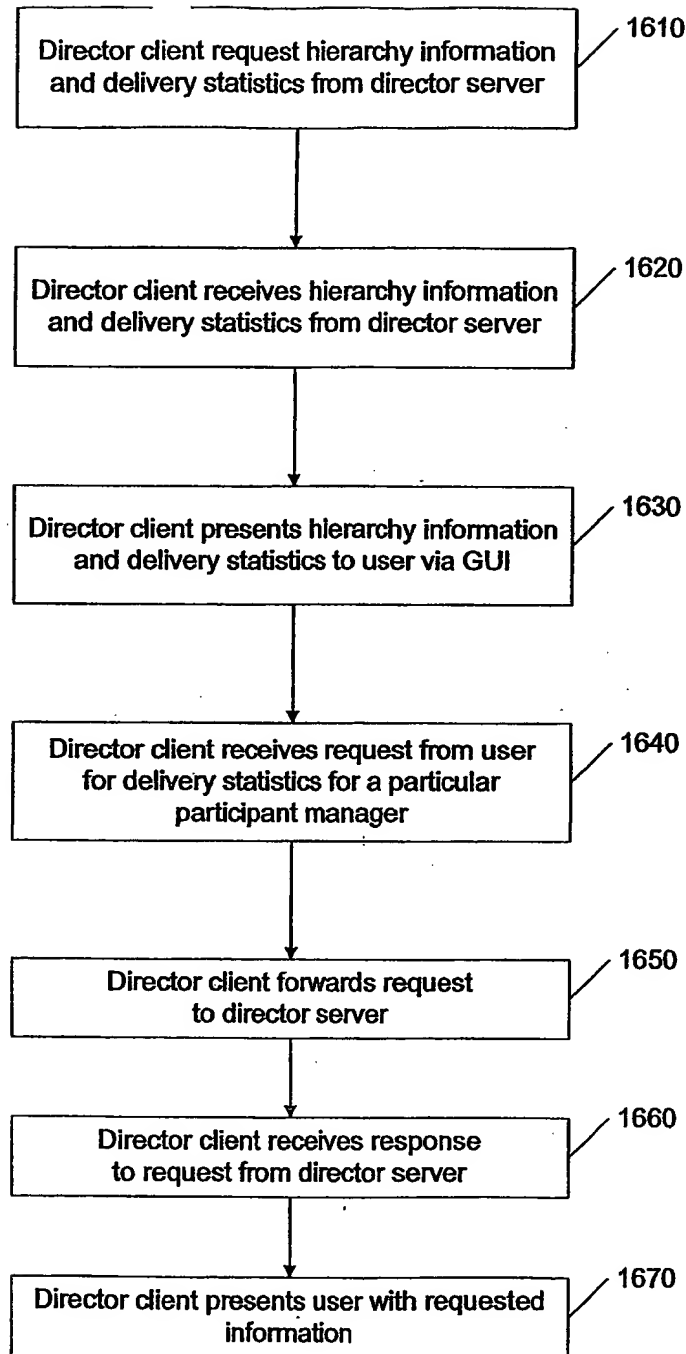 1610
Director client request hierarchy information
and delivery statistics from director server
1620
Director client receives hierarchy information
and delivery statistics from director server
1630
Director client presents hierarchy information
and delivery statistics to user via GUI
1640
Director client receives request from user
for delivery statistics for a particular
participant manager
1650
Director client forwards request
to director server
1660
Director client receives response
to request from director server
1670
Director client presents user with requested
information